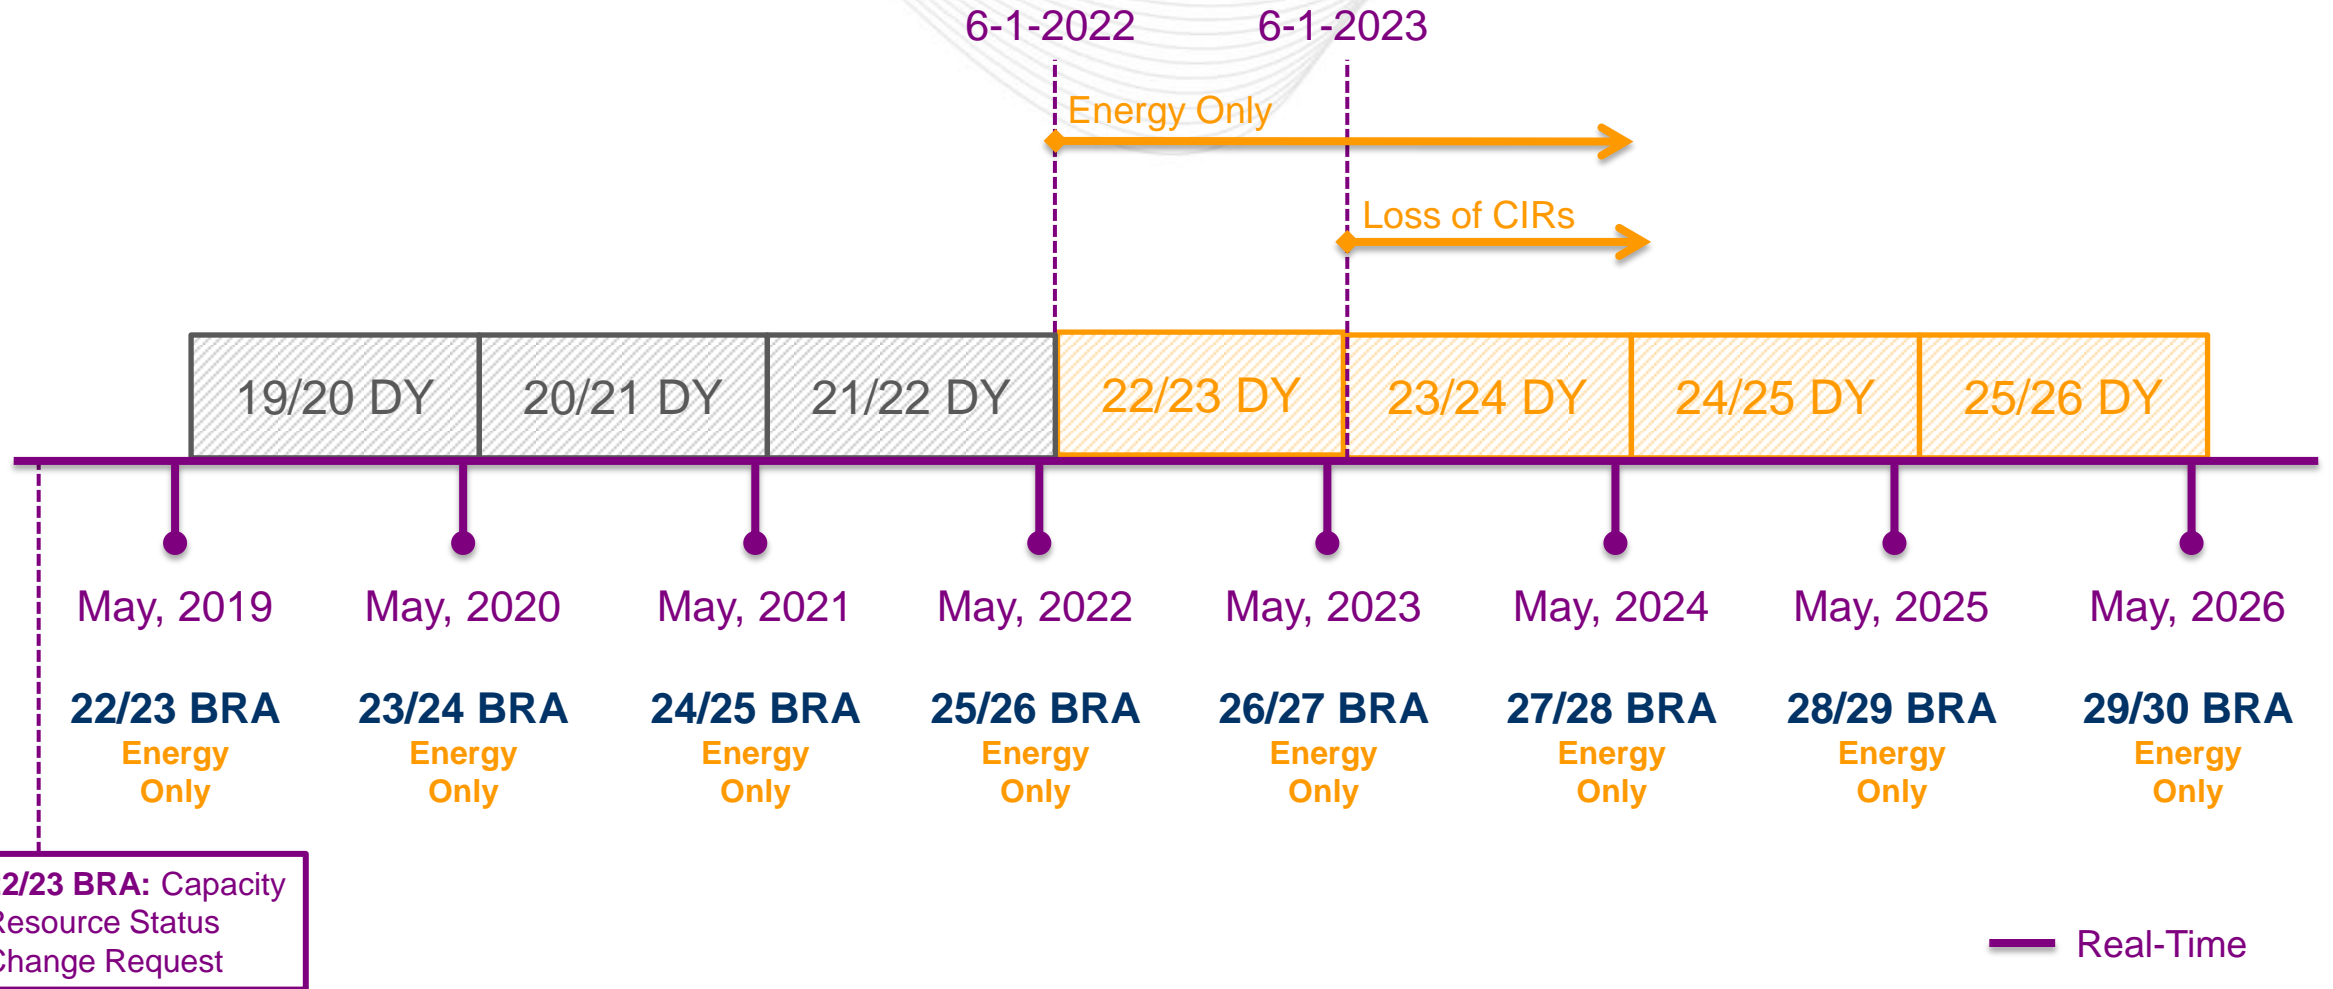 6-1-2022
6-1-2023
Energy Only
Loss of CIRs
19/20 DY
20/21 DY
21/22 DY
22/23 DY
23/24 DY
24/25 DY
25/26 DY
May, 2019
May, 2020
May, 2021
May, 2022
May, 2023
May, 2024
May, 2025
May, 2026
22/23 BRA
Energy
Only
23/24 BRA
Energy
Only
24/25 BRA
Energy
Only
25/26 BRA
Energy
Only
26/27 BRA
Energy
Only
27/28 BRA
Energy
Only
28/29 BRA
Energy
Only
29/30 BRA
Energy
Only
2/23 BRA: Capacity
Resource Status
Change Request
Real-Time